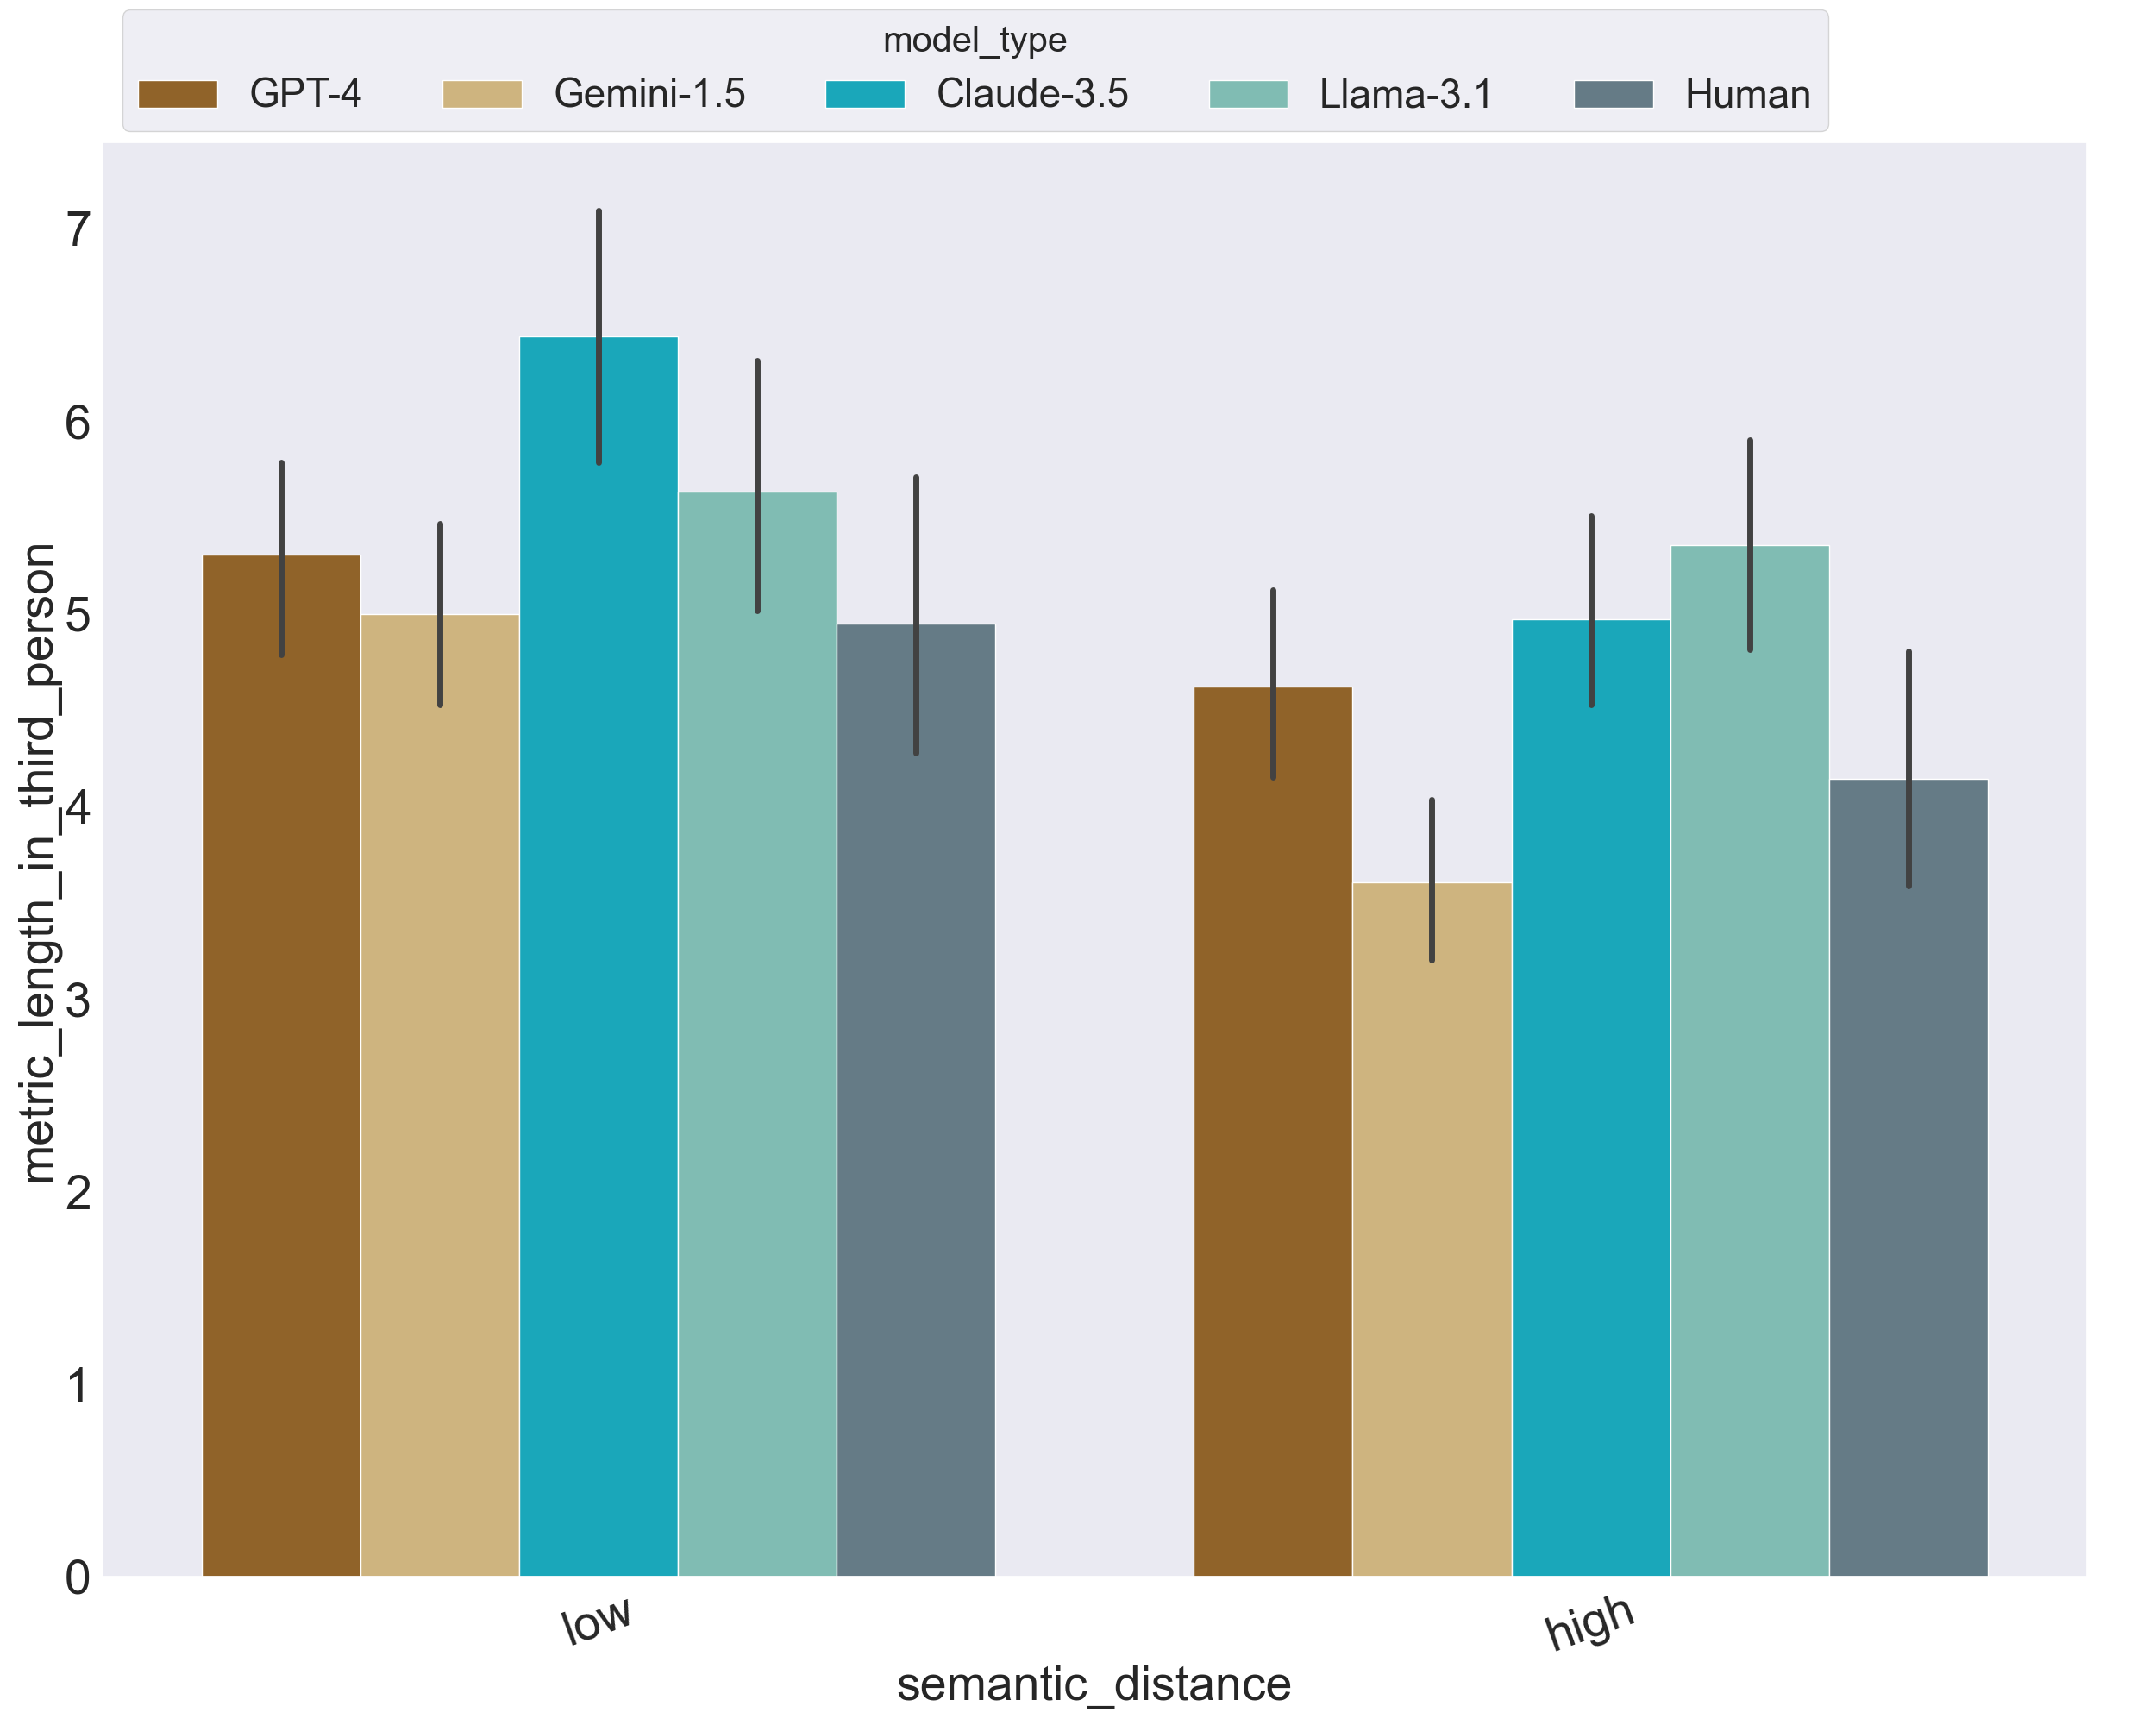 model_type
GPT-4 Gemini-1.5 Claude-3.5 Llama-3.1 Human
metric_length_in_third_person
7
6
5
4
3
2
1
0
low high
semantic_distance